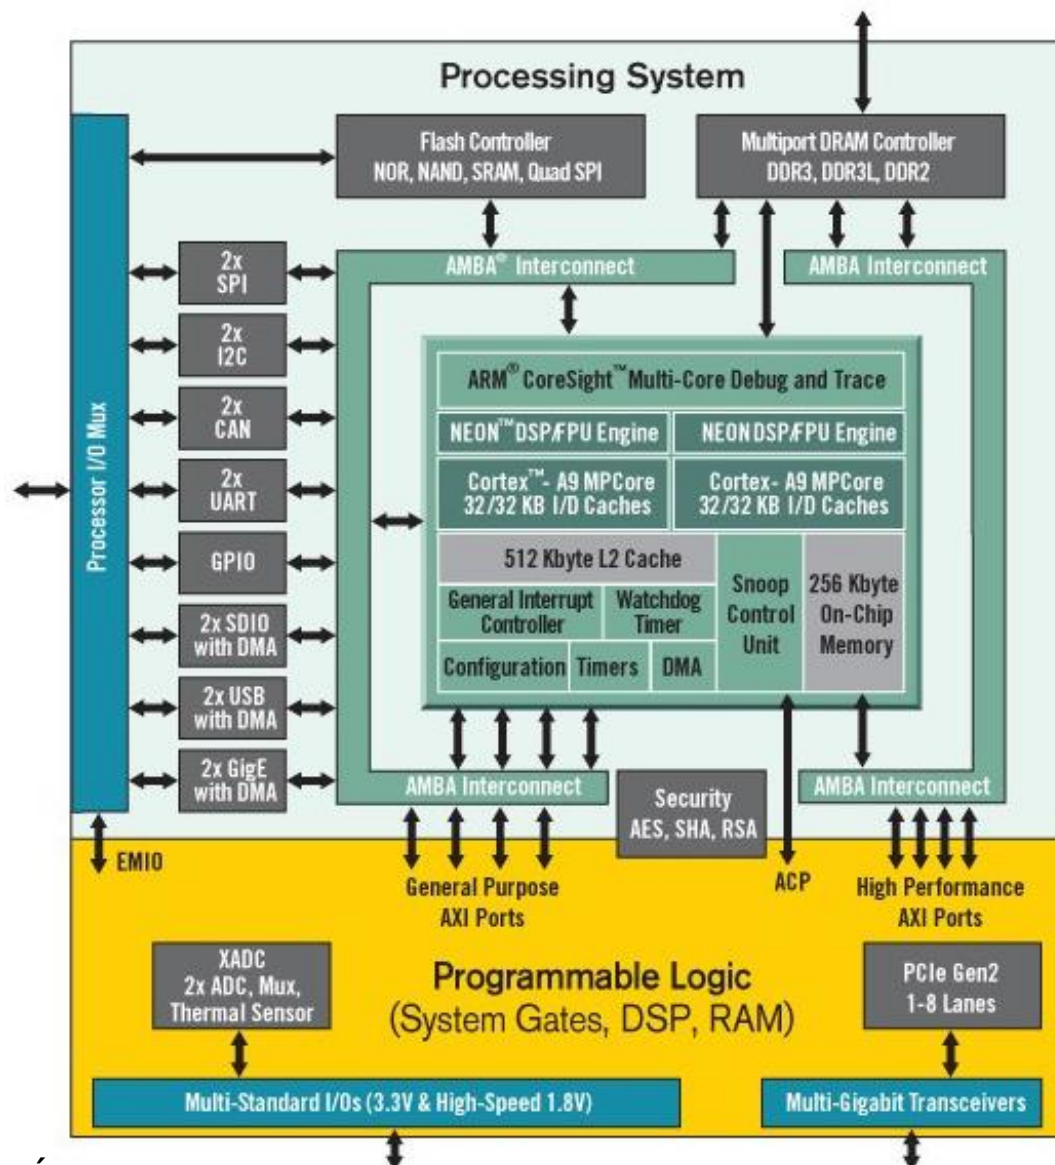 Processing System
Flash Controller
NOR, NAND, SRAM, Quad SPI
Multiport DRAM Controller
DDR3, DDR3L, DDR2
AMBA® Interconnect
AMBA Interconnect
Processor I/O Mux
2x
SPI
2x
I2C
2x
CAN
2x
UART
GPIO
2x SDIO
with DMA
2x USB
with DMA
2x GigE
with DMA
ARM® CoreSight™ Multi-Core Debug and Trace
NEON™ DSP/FPU Engine
NEON DSP/FPU Engine
Cortex™- A9 MPCore
32/32 KB I/D Caches
Cortex- A9 MPCore
32/32 KB I/D Caches
512 Kbyte L2 Cache
General Interrupt
Controller
Watchdog
Timer
Configuration
Timers
DMA
Snoop
Control
Unit
256 Kbyte
On-Chip
Memory
AMBA Interconnect
Security
AES, SHA, RSA
AMBA Interconnect
EMIO
General Purpose
AXI Ports
ACP
High Performance
AXI Ports
XADC
2x ADC, Mux,
Thermal Sensor
Programmable Logic
(System Gates, DSP, RAM)
PCIe Gen2
1-8 Lanes
Multi-Standard I/Os (3.3V & High-Speed 1.8V)
Multi-Gigabit Transceivers